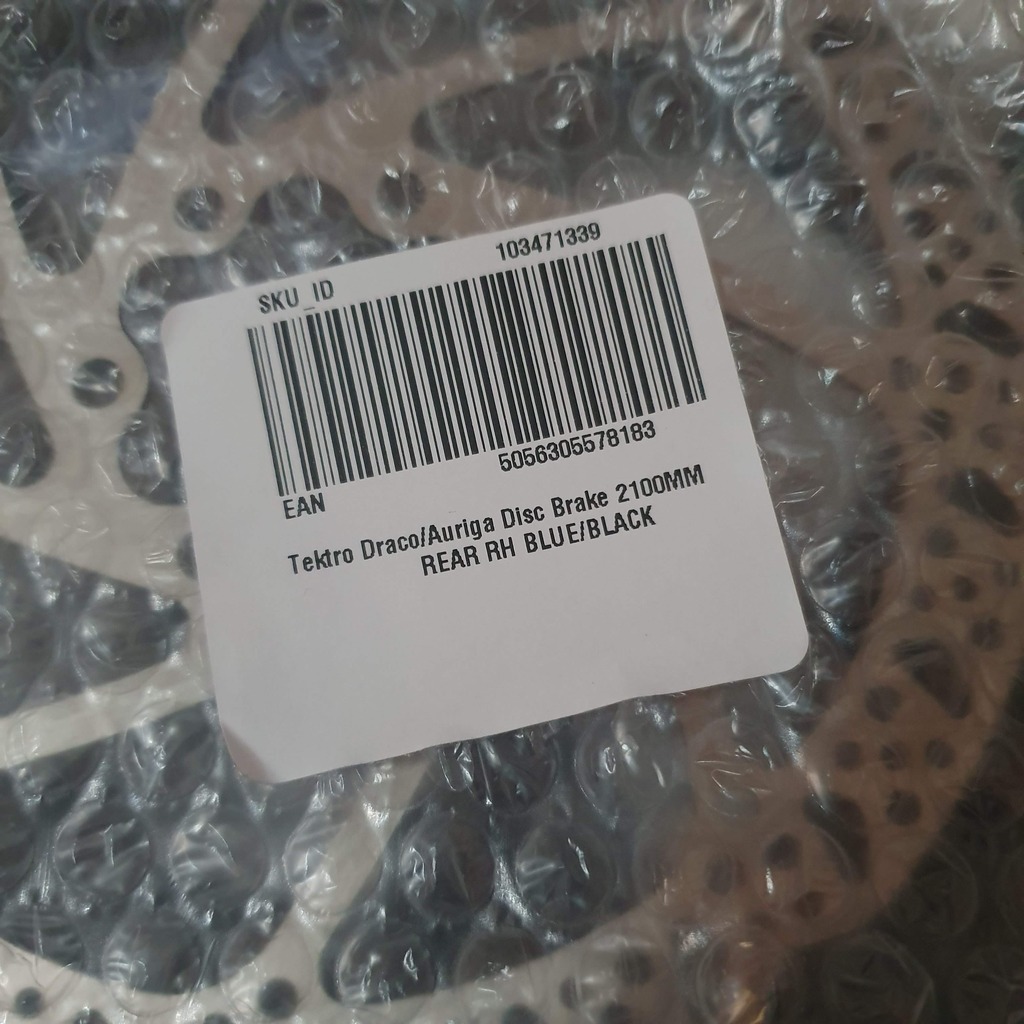 SKU_ID 103471339
EAN 5056305578183
Tektro Draco/Auriga Disc Brake 2100MM
REAR RH BLUE/BLACK